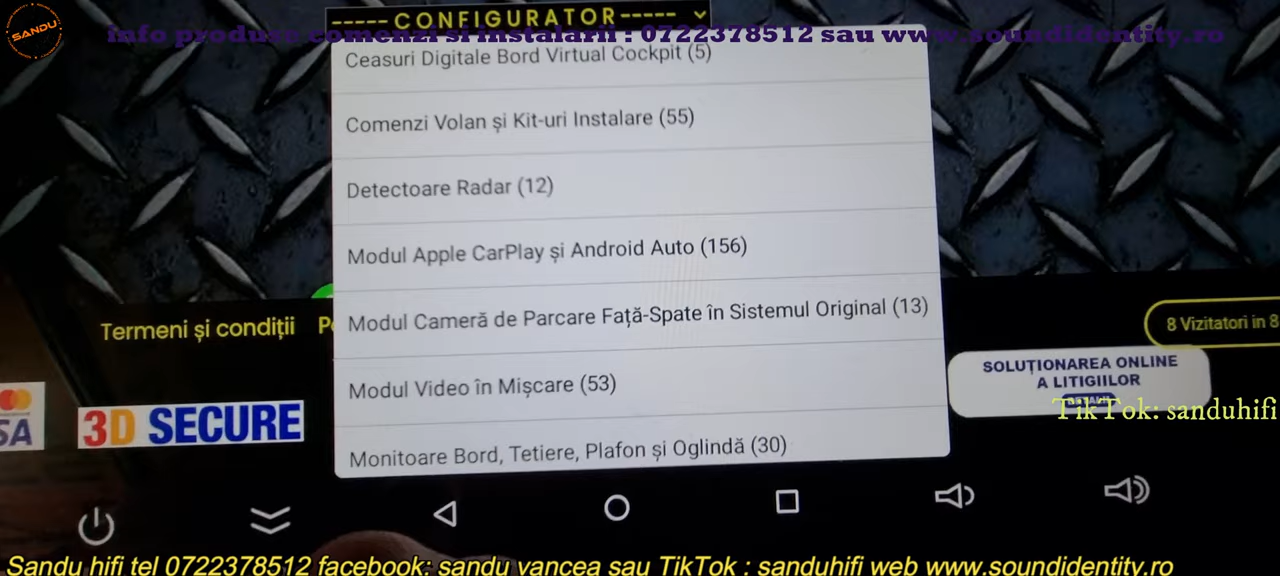 -----CONFIGURATOR-----
SANDU
info produse comenzi si instalarii : 0722378512 sau www.soundidentity.ro
Ceasuri Digitale Bord Virtual Cockpit (5)
Comenzi Volan și Kit-uri Instalare (55)
Detectoare Radar (12)
Modul Apple CarPlay și Android Auto (156)
Modul Cameră de Parcare Față-Spate în Sistemul Original (13)
Termeni și condiții
8 Vizitatori in 8
Modul Video în Mișcare (53)
SOLUȚIONAREA ONLINE
A LITIGIILOR
TikTok: sanduhifi
3D SECURE
Monitoare Bord, Tetiere, Plafon și Oglindă (30)
Sandu hifi tel 0722378512 facebook: sandu vancea sau TikTok : sanduhifi web www.soundidentity.ro